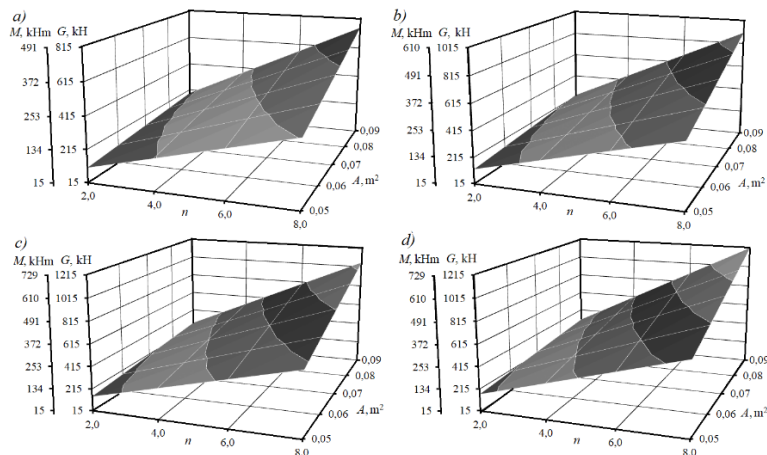 a)
M, kHm G, kH
491 815
372 615
253 415
134 215
15 15
2,0 4,0 n 6,0 8,0
0,05 0,06 0,07 0,08 0,09
A, m²
b)
M, kHm G, kH
610 1015
491 815
372 615
253 415
134 215
15 15
2,0 4,0 n 6,0 8,0
0,05 0,06 0,07 0,08 0,09
A, m²
c)
M, kHm G, kH
729 1215
610 1015
491 815
372 615
253 415
134 215
15 15
2,0 4,0 n 6,0 8,0
0,05 0,06 0,07 0,08 0,09
A, m²
d)
M, kHm G, kH
729 1215
610 1015
491 815
372 615
253 415
134 215
15 15
2,0 4,0 n 6,0 8,0
0,05 0,06 0,07 0,08 0,09
A, m²